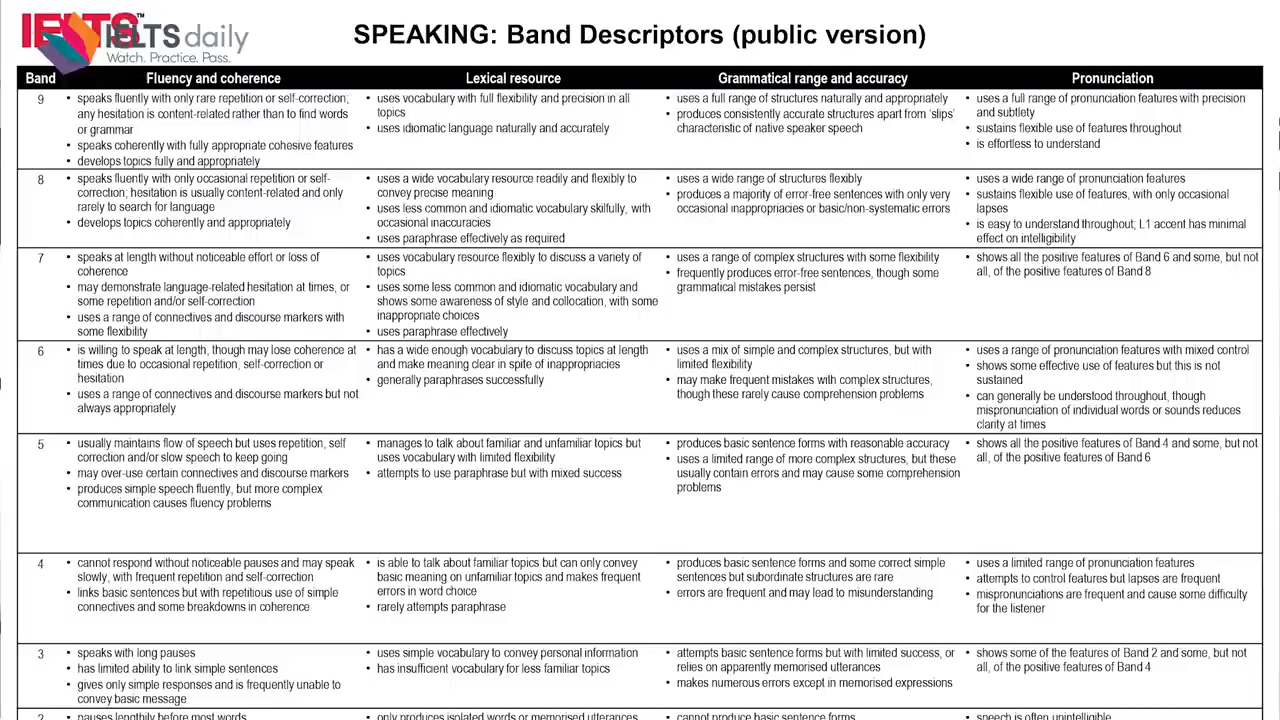 IELTS™
IELTS daily
Watch. Practice. Pass.
SPEAKING: Band Descriptors (public version)
Band
Fluency and coherence
Lexical resource
Grammatical range and accuracy
Pronunciation
9
• speaks fluently with only rare repetition or self-correction;
any hesitation is content-related rather than to find words
or grammar
• speaks coherently with fully appropriate cohesive features
• develops topics fully and appropriately
• uses vocabulary with full flexibility and precision in all
topics
• uses idiomatic language naturally and accurately
• uses a full range of structures naturally and appropriately
• produces consistently accurate structures apart from 'slips'
characteristic of native speaker speech
• uses a full range of pronunciation features with precision
and subtlety
• sustains flexible use of features throughout
• is effortless to understand
8
• speaks fluently with only occasional repetition or self-
correction; hesitation is usually content-related and only
rarely to search for language
• develops topics coherently and appropriately
• uses a wide vocabulary resource readily and flexibly to
convey precise meaning
• uses less common and idiomatic vocabulary skilfully, with
occasional inaccuracies
• uses paraphrase effectively as required
• uses a wide range of structures flexibly
• produces a majority of error-free sentences with only very
occasional inappropriacies or basic/non-systematic errors
• uses a wide range of pronunciation features
• sustains flexible use of features, with only occasional
lapses
• is easy to understand throughout; L1 accent has minimal
effect on intelligibility
7
• speaks at length without noticeable effort or loss of
coherence
• may demonstrate language-related hesitation at times, or
some repetition and/or self-correction
• uses a range of connectives and discourse markers with
some flexibility
• uses vocabulary resource flexibly to discuss a variety of
topics
• uses some less common and idiomatic vocabulary and
shows some awareness of style and collocation, with some
inappropriate choices
• uses paraphrase effectively
• uses a range of complex structures with some flexibility
• frequently produces error-free sentences, though some
grammatical mistakes persist
• shows all the positive features of Band 6 and some, but not
all, of the positive features of Band 8
6
• is willing to speak at length, though may lose coherence at
times due to occasional repetition, self-correction or
hesitation
• uses a range of connectives and discourse markers but not
always appropriately
• has a wide enough vocabulary to discuss topics at length
and make meaning clear in spite of inappropriacies
• generally paraphrases successfully
• uses a mix of simple and complex structures, but with
limited flexibility
• may make frequent mistakes with complex structures,
though these rarely cause comprehension problems
• uses a range of pronunciation features with mixed control
• shows some effective use of features but this is not
sustained
• can generally be understood throughout, though
mispronunciation of individual words or sounds reduces
clarity at times
5
• usually maintains flow of speech but uses repetition, self
correction and/or slow speech to keep going
• may over-use certain connectives and discourse markers
• produces simple speech fluently, but more complex
communication causes fluency problems
• manages to talk about familiar and unfamiliar topics but
uses vocabulary with limited flexibility
• attempts to use paraphrase but with mixed success
• produces basic sentence forms with reasonable accuracy
• uses a limited range of more complex structures, but these
usually contain errors and may cause some comprehension
problems
• shows all the positive features of Band 4 and some, but not
all, of the positive features of Band 6
4
• cannot respond without noticeable pauses and may speak
slowly, with frequent repetition and self-correction
• links basic sentences but with repetitious use of simple
connectives and some breakdowns in coherence
• is able to talk about familiar topics but can only convey
basic meaning on unfamiliar topics and makes frequent
errors in word choice
• rarely attempts paraphrase
• produces basic sentence forms and some correct simple
sentences but subordinate structures are rare
• errors are frequent and may lead to misunderstanding
• uses a limited range of pronunciation features
• attempts to control features but lapses are frequent
• mispronunciations are frequent and cause some difficulty
for the listener
3
• speaks with long pauses
• has limited ability to link simple sentences
• gives only simple responses and is frequently unable to
convey basic message
• uses simple vocabulary to convey personal information
• has insufficient vocabulary for less familiar topics
• attempts basic sentence forms but with limited success, or
relies on apparently memorised utterances
• makes numerous errors except in memorised expressions
• shows some of the features of Band 2 and some, but not
all, of the positive features of Band 4
2
• pauses lengthily before most words
• only produces isolated words or memorised utterances
• cannot produce basic sentence forms
• speech is often unintelligible